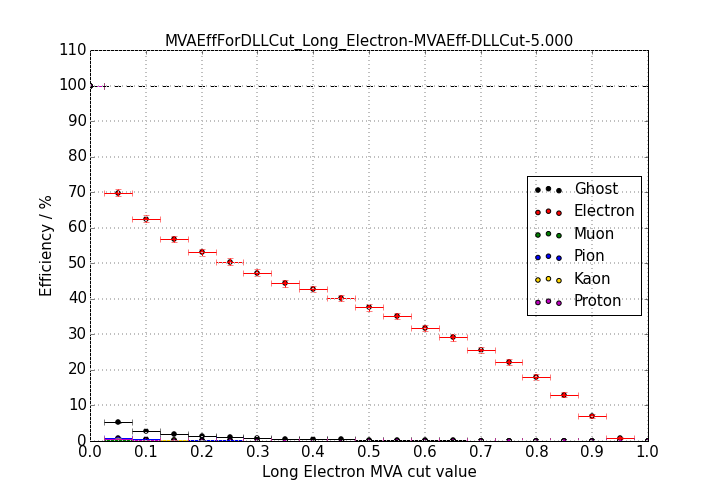 MVAEffForDLLCut_Long_Electron-MVAEff-DLLCut-5.000
110
100
90
80
70
60
50
40
30
20
10
0
Efficiency / %
Ghost
Electron
Muon
Pion
Kaon
Proton
0.0 0.1 0.2 0.3 0.4 0.5 0.6 0.7 0.8 0.9 1.0
Long Electron MVA cut value